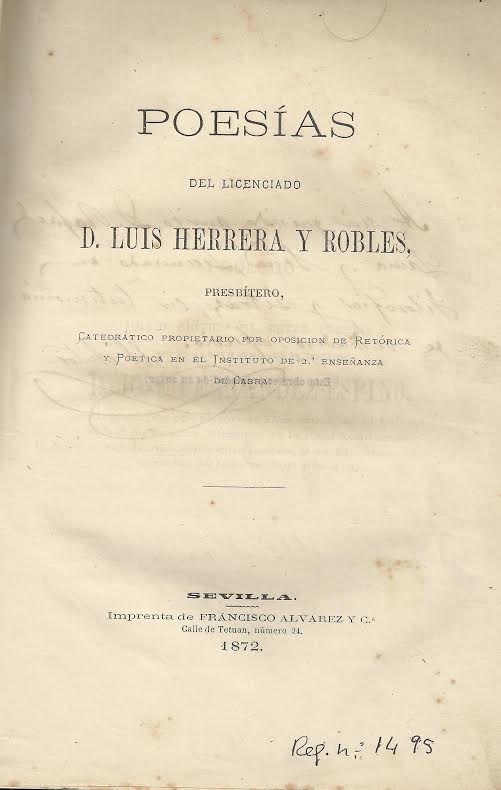 POESÍAS
DEL LICENCIADO
D. LUIS HERRERA Y ROBLES,
PRESBÍTERO,
CATEDRÁTICO PROPIETARIO POR OPOSICION DE RETÓRICA
Y POÉTICA EN EL INSTITUTO DE 2.ª ENSEÑANZA
DE CABRA.
SEVILLA.
Imprenta de FRANCISCO ALVAREZ Y C.ª
Calle de Tetuan, número 24.
1872.
Reg. n.º 1495